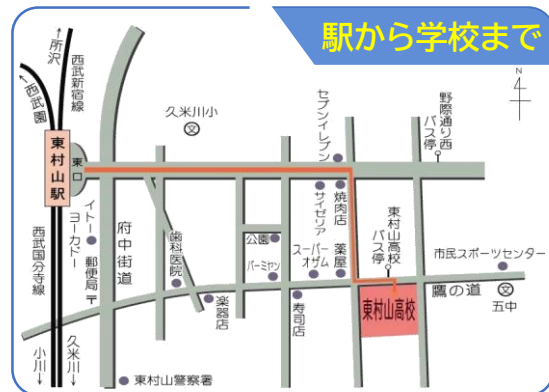 駅から学校まで
N
←所沢
←西武園
西武新宿線
久米川小
文
セブンイレブン
野際通り西
バス停
東村山駅
東口
イトー
ヨーカドー
郵便局〒
府中街道
歯科医院
公園
バーミヤン
サイゼリア
焼肉店
スーパー
オザム
薬屋
東村山高校
バス停
市民スポーツセンター
鷹の道
文
五中
東村山高校
楽器店
寿司店
西武国分寺線
小川→
久米川→
東村山警察署